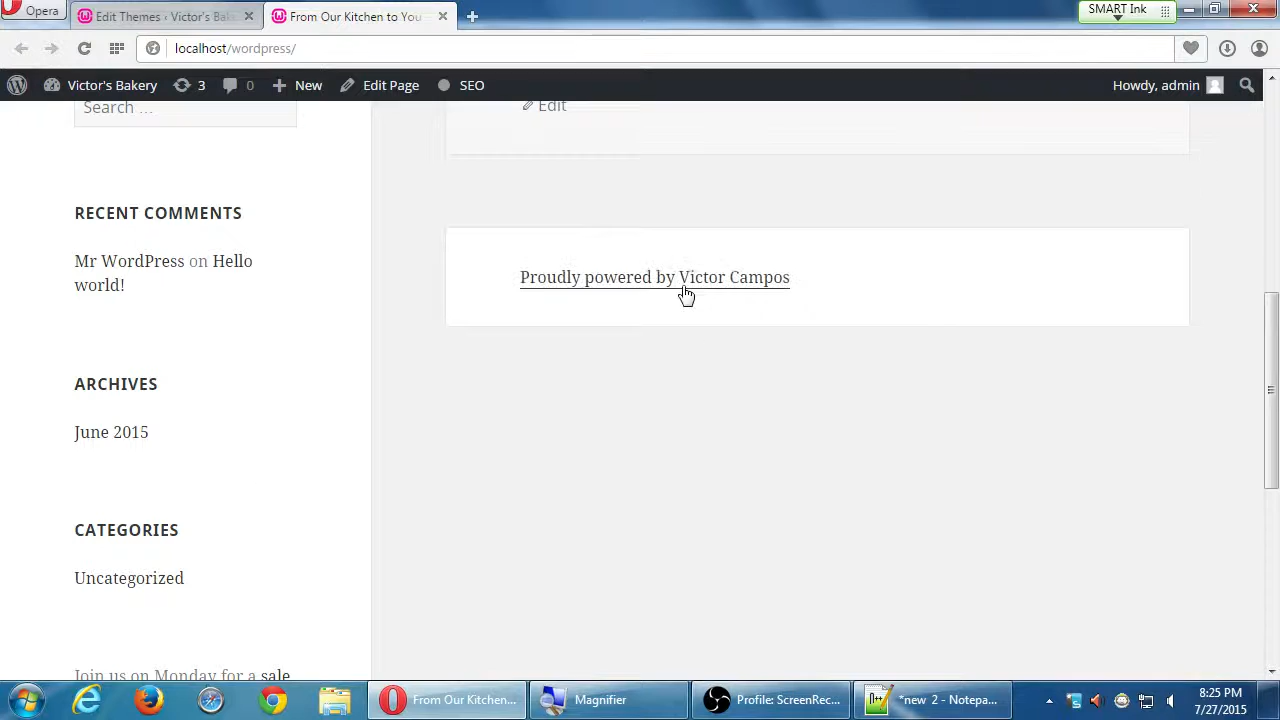 Opera
Edit Themes ‹ Victor's Bak
From Our Kitchen to You
SMART Ink
localhost/wordpress/
Victor's Bakery
3
0
New
Edit Page
SEO
Howdy, admin
Search …
Edit
RECENT COMMENTS
Mr WordPress on Hello
world!
Proudly powered by Victor Campos
ARCHIVES
June 2015
CATEGORIES
Uncategorized
Join us on Monday for a sale
From Our Kitchen...
Magnifier
Profile: ScreenRec...
*new 2 - Notepa...
8:25 PM
7/27/2015